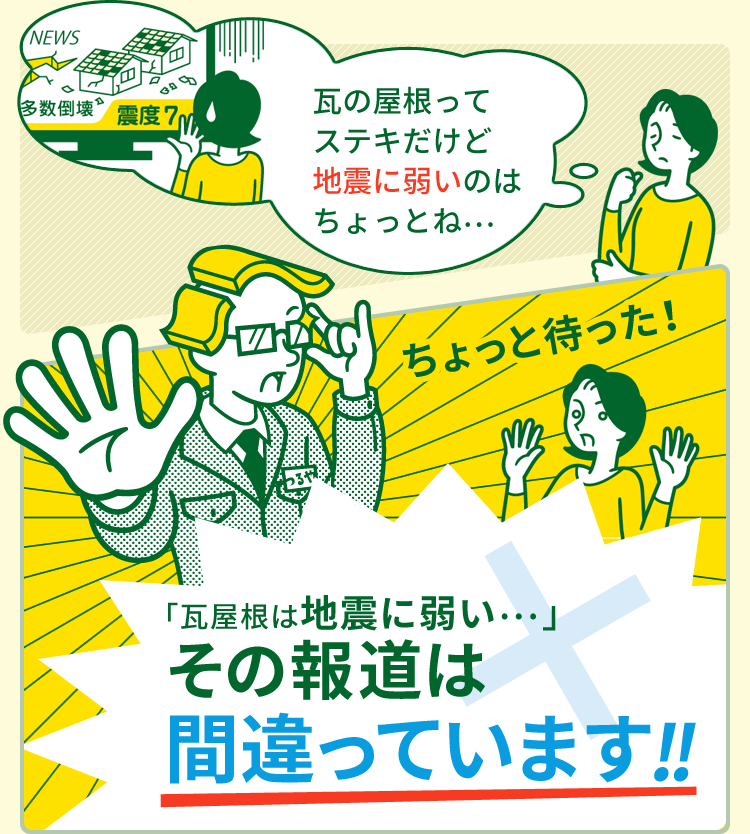 NEWS
多数倒壊
震度7
瓦の屋根って
ステキだけど
地震に弱いのは
ちょっとね…
ちょっと待った!
つるや
「瓦屋根は地震に弱い…」
その報道は
間違っています!!